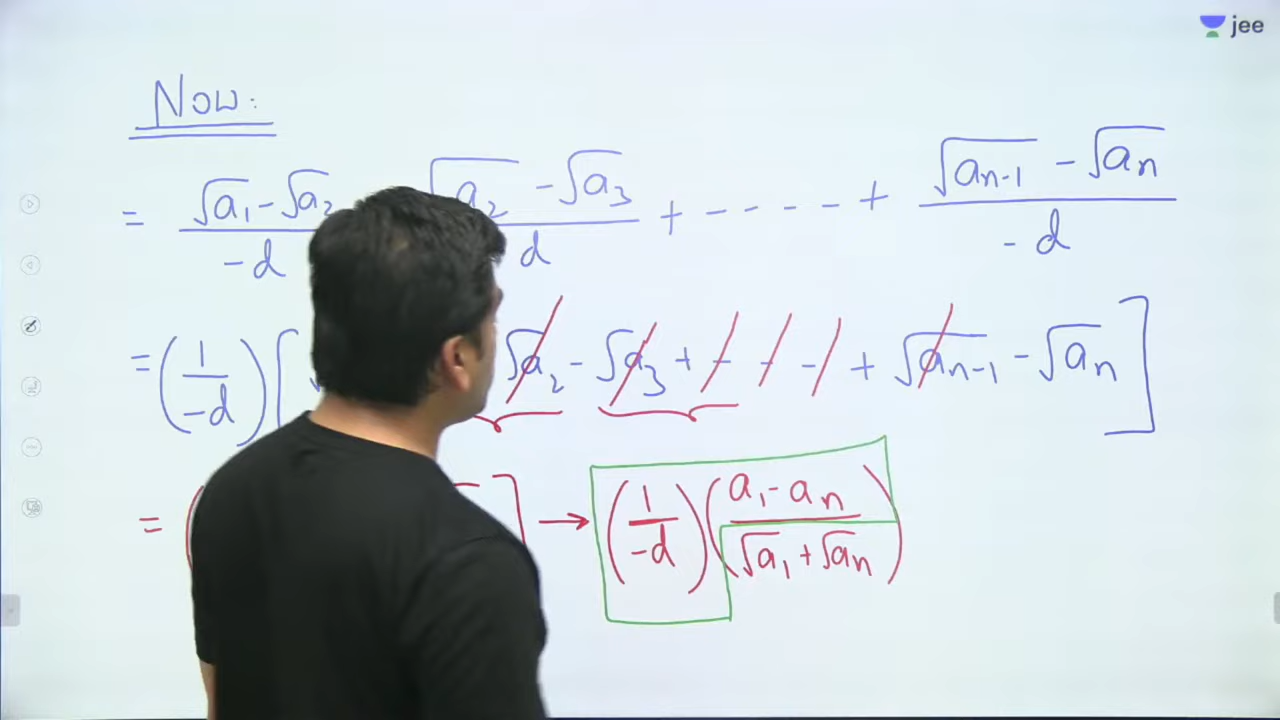 jee
Now:
= √a₁ - √a₂ / -d √a₂ - √a₃ / d + - - - - - + √aₙ₋₁ - √aₙ / -d
= (1/-d) [ √a₂ - √a₃ + - - - + √aₙ₋₁ - √aₙ ]
= ( ] → (1/-d) (a₁ - aₙ / √a₁ + √aₙ)